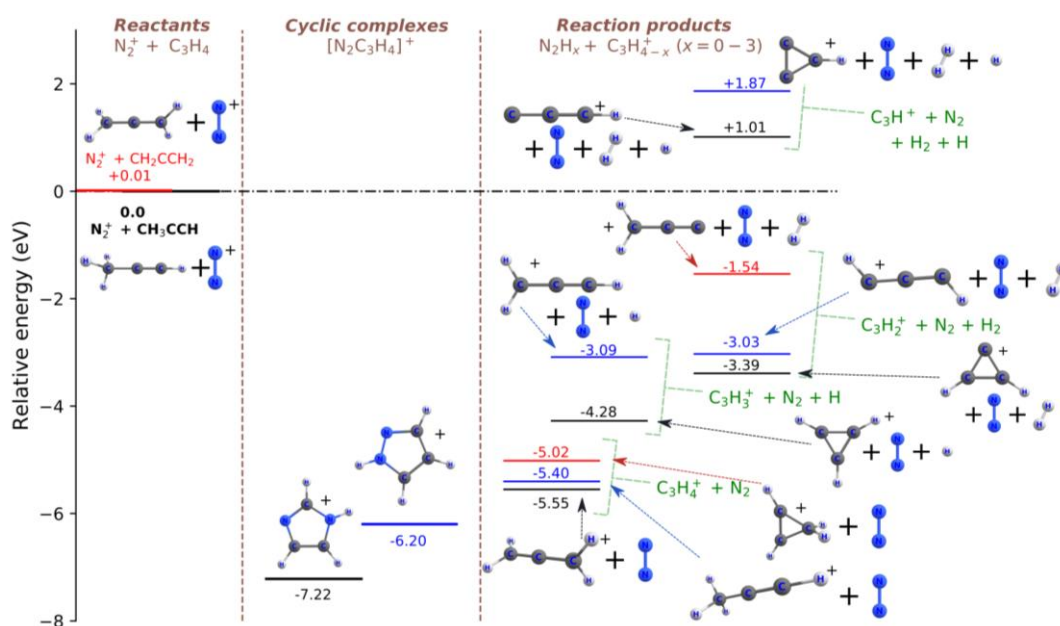 Reactants
N₂⁺ + C₃H₄
Cyclic complexes
[N₂C₃H₄]⁺
Reaction products
N₂Hₓ + C₃H⁺₄₋ₓ (x = 0 − 3)
Relative energy (eV)
2
0
−2
−4
−6
−8
N₂⁺ + CH₂CCH₂
+0.01
0.0
N₂⁺ + CH₃CCH
-7.22
-6.20
+1.87
+1.01
C₃H⁺ + N₂
+ H₂ + H
-1.54
-3.03
-3.39
C₃H₂⁺ + N₂ + H₂
-3.09
-4.28
C₃H₃⁺ + N₂ + H
-5.02
-5.40
-5.55
C₃H₄⁺ + N₂